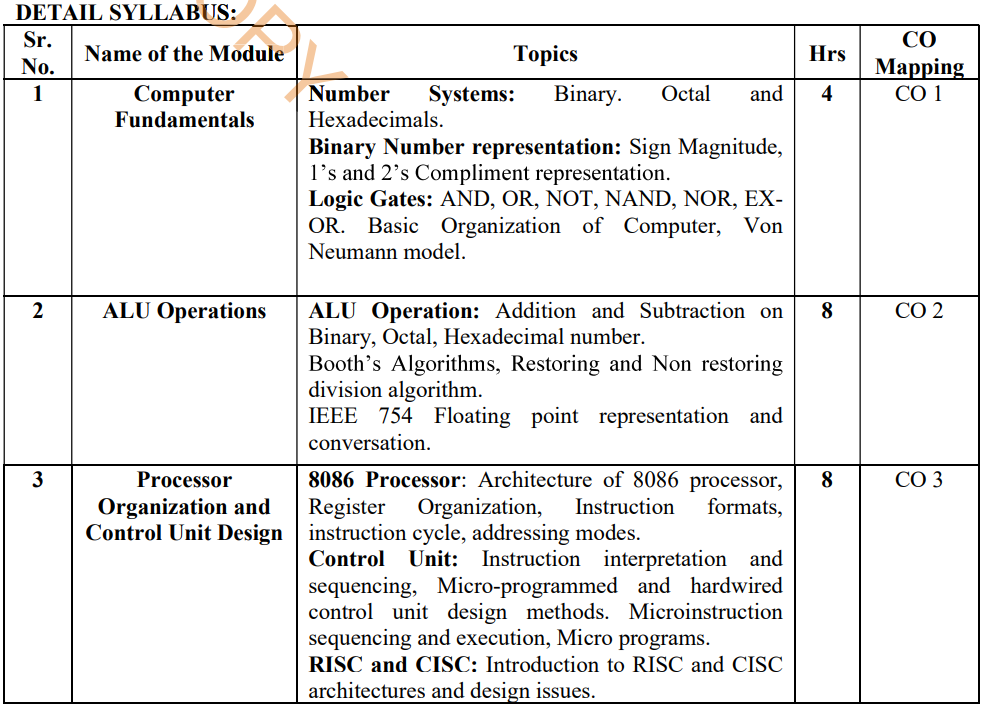 DETAIL SYLLABUS:
Sr. No. Name of the Module Topics Hrs CO Mapping
1 Computer Fundamentals
Number Systems: Binary. Octal and
Hexadecimals.
Binary Number representation: Sign Magnitude,
1’s and 2’s Compliment representation.
Logic Gates: AND, OR, NOT, NAND, NOR, EX-
OR. Basic Organization of Computer, Von
Neumann model.
4 CO 1
2 ALU Operations
ALU Operation: Addition and Subtraction on
Binary, Octal, Hexadecimal number.
Booth’s Algorithms, Restoring and Non restoring
division algorithm.
IEEE 754 Floating point representation and
conversation.
8 CO 2
3 Processor Organization and Control Unit Design
8086 Processor: Architecture of 8086 processor,
Register Organization, Instruction formats,
instruction cycle, addressing modes.
Control Unit: Instruction interpretation and
sequencing, Micro-programmed and hardwired
control unit design methods. Microinstruction
sequencing and execution, Micro programs.
RISC and CISC: Introduction to RISC and CISC
architectures and design issues.
8 CO 3